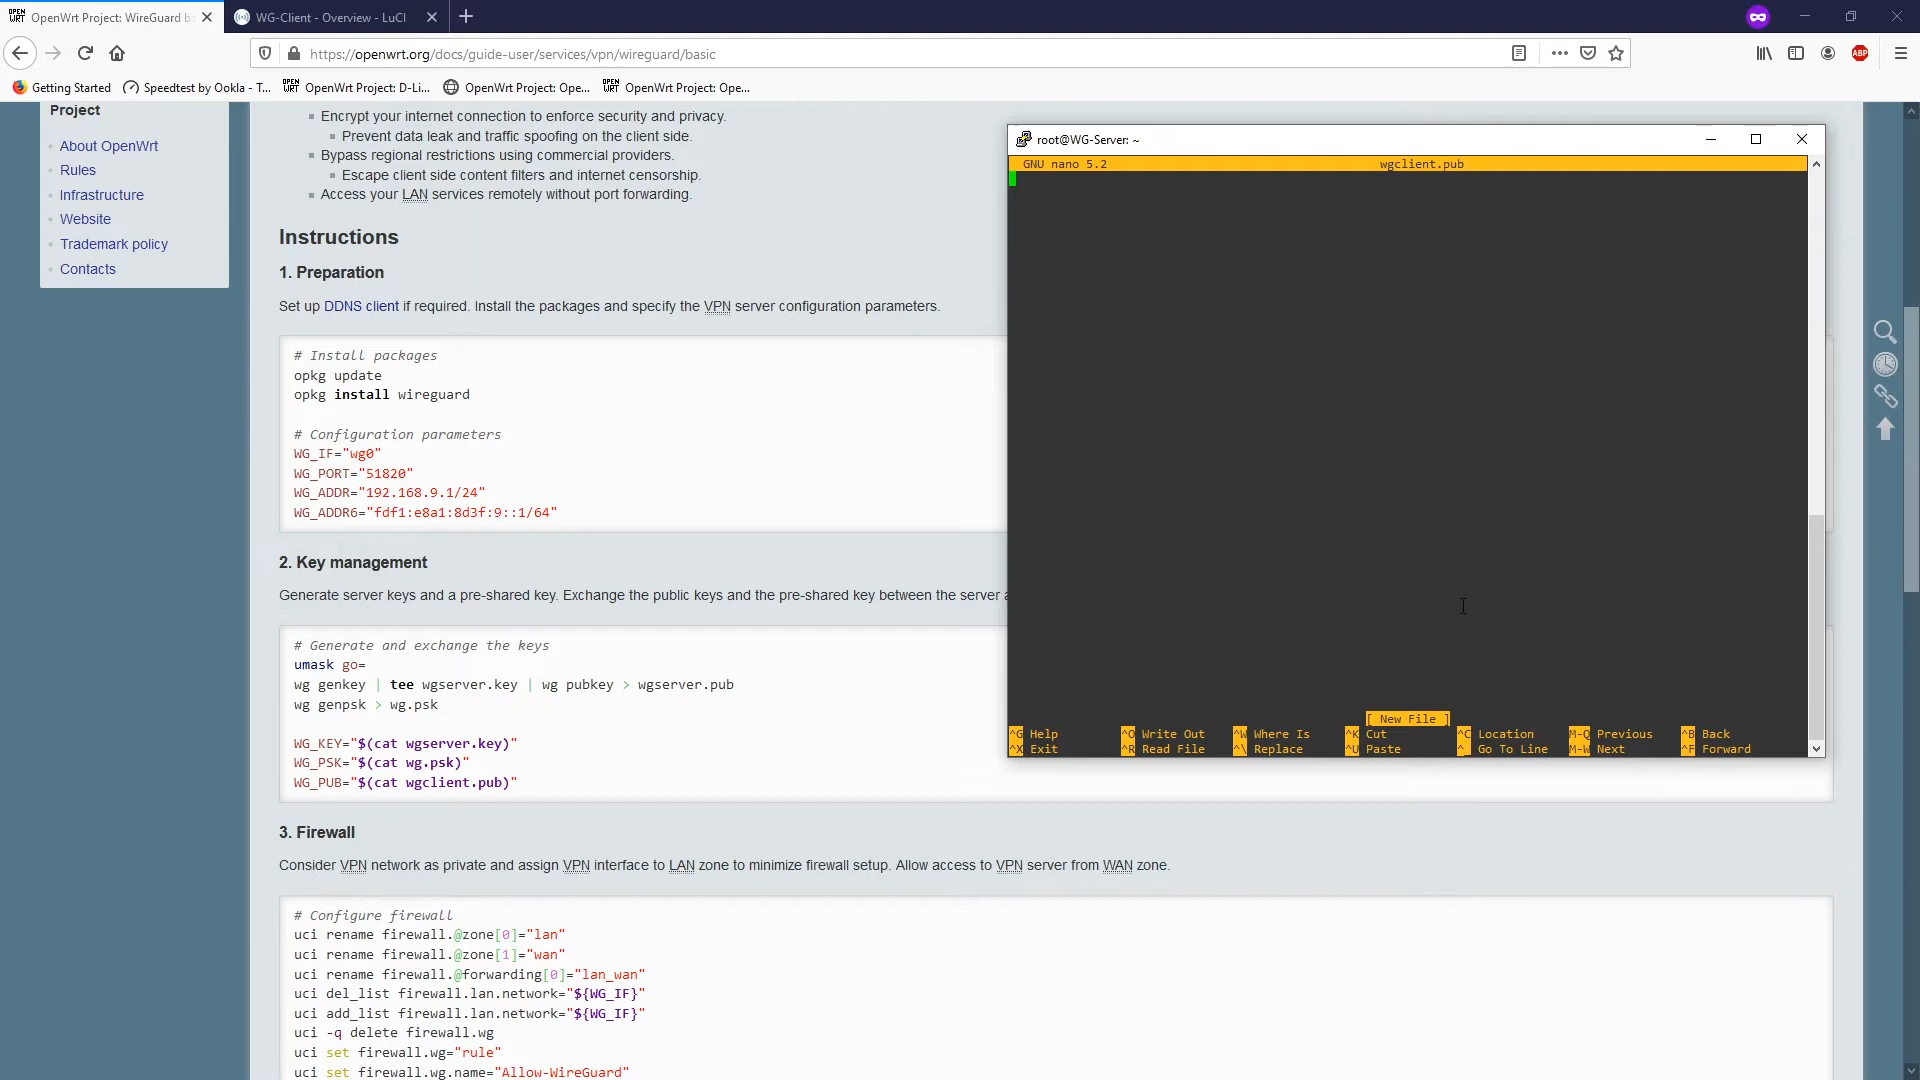 OpenWrt Project: WireGuard ba
WG-Client - Overview - LuCI
https://openwrt.org/docs/guide-user/services/vpn/wireguard/basic
ABP
Getting Started
Speedtest by Ookla - T...
OpenWrt Project: D-Li...
OpenWrt Project: Ope...
OpenWrt Project: Ope...
Project
About OpenWrt
Rules
Infrastructure
Website
Trademark policy
Contacts
Encrypt your internet connection to enforce security and privacy.
Prevent data leak and traffic spoofing on the client side.
Bypass regional restrictions using commercial providers.
Escape client side content filters and internet censorship.
Access your LAN services remotely without port forwarding.
Instructions
1. Preparation
Set up DDNS client if required. Install the packages and specify the VPN server configuration parameters.
# Install packages
opkg update
opkg install wireguard
# Configuration parameters
WG_IF="wg0"
WG_PORT="51820"
WG_ADDR="192.168.9.1/24"
WG_ADDR6="fdf1:e8a1:8d3f:9::1/64"
2. Key management
Generate server keys and a pre-shared key. Exchange the public keys and the pre-shared key between the server a
# Generate and exchange the keys
umask go=
wg genkey | tee wgserver.key | wg pubkey > wgserver.pub
wg genpsk > wg.psk
WG_KEY="$(cat wgserver.key)"
WG_PSK="$(cat wg.psk)"
WG_PUB="$(cat wgclient.pub)"
3. Firewall
Consider VPN network as private and assign VPN interface to LAN zone to minimize firewall setup. Allow access to VPN server from WAN zone.
# Configure firewall
uci rename firewall.@zone[0]="lan"
uci rename firewall.@zone[1]="wan"
uci rename firewall.@forwarding[0]="lan_wan"
uci del_list firewall.lan.network="${WG_IF}"
uci add_list firewall.lan.network="${WG_IF}"
uci -q delete firewall.wg
uci set firewall.wg="rule"
uci set firewall.wg.name="Allow-WireGuard"
root@WG-Server: ~
GNU nano 5.2 wgclient.pub
[ New File ]
^G Help ^O Write Out ^W Where Is ^K Cut ^C Location M-Q Previous ^B Back
^X Exit ^R Read File ^\ Replace ^U Paste ^_ Go To Line M-W Next ^F Forward